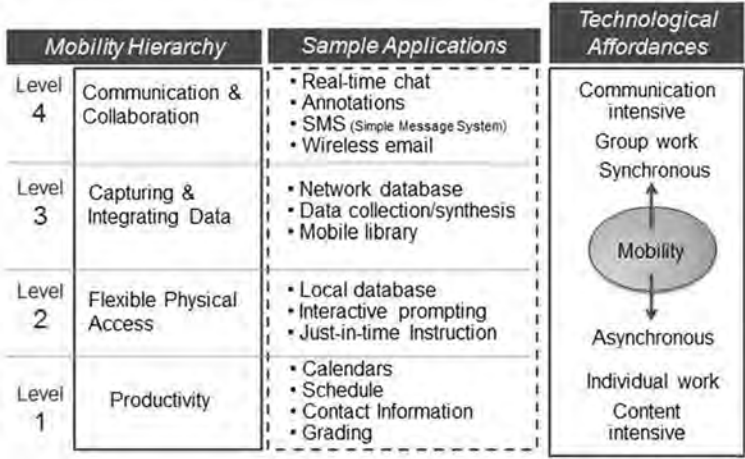 Mobility Hierarchy
Sample Applications
Technological
Affordances
Level
4
Communication &
Collaboration
• Real-time chat
• Annotations
• SMS (Simple Message System)
• Wireless email
Level
3
Capturing &
Integrating Data
• Network database
• Data collection/synthesis
• Mobile library
Level
2
Flexible Physical
Access
• Local database
• Interactive prompting
• Just-in-time Instruction
Level
1
Productivity
• Calendars
• Schedule
• Contact Information
• Grading
Communication
intensive
Group work
Synchronous
Mobility
Asynchronous
Individual work
Content
intensive